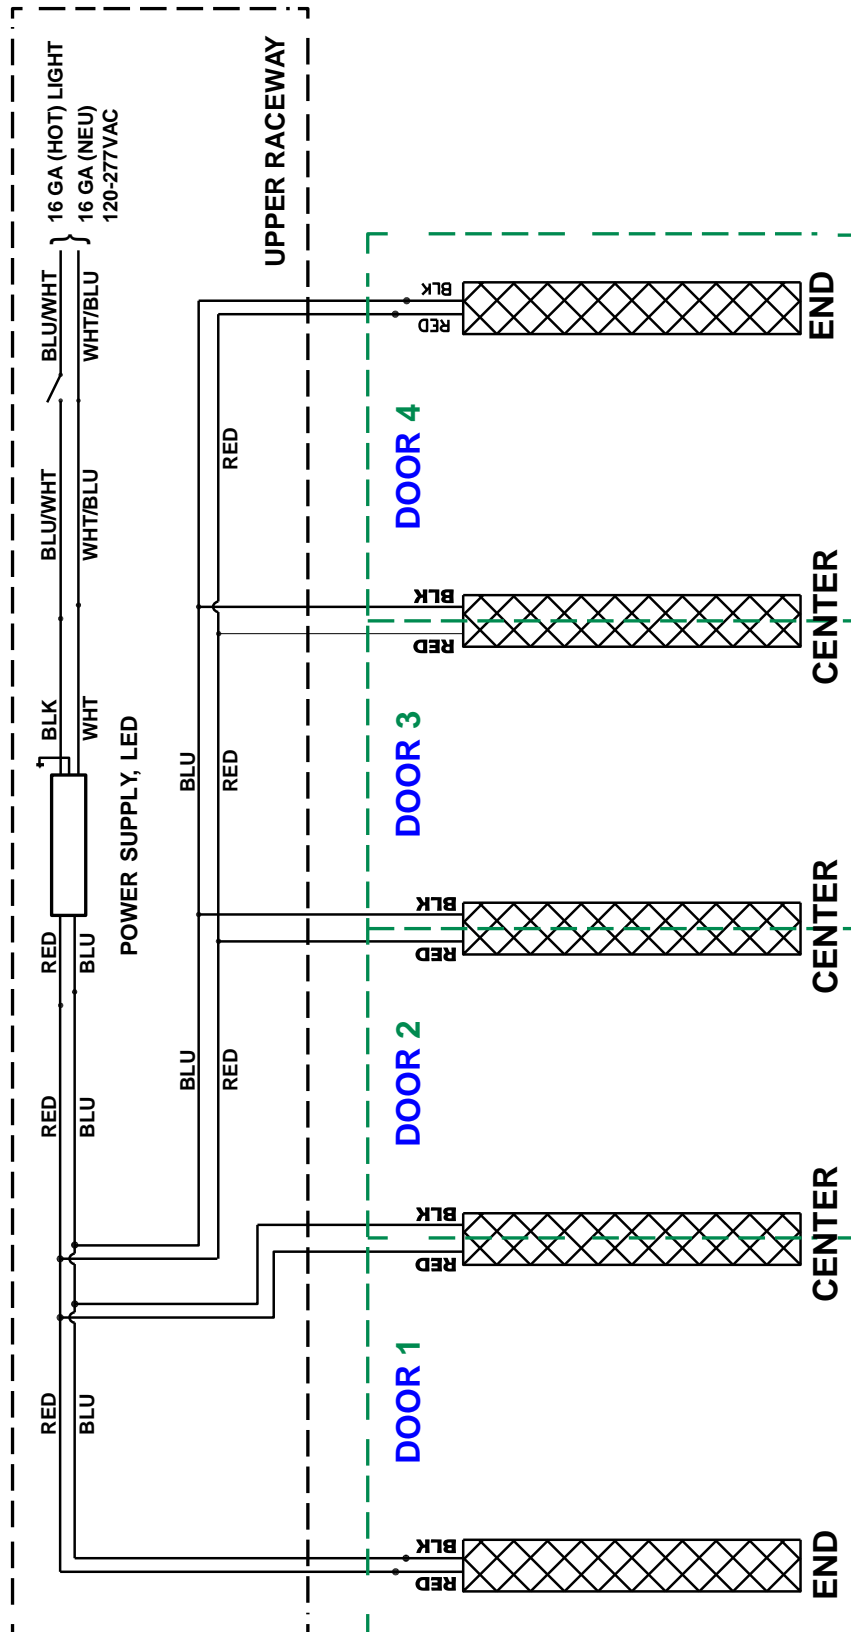 16 GA (HOT) LIGHT
16 GA (NEU)
120-277VAC
UPPER RACEWAY
BLU/WHT
WHT/BLU
BLU/WHT
WHT/BLU
BLK
WHT
POWER SUPPLY, LED
RED
BLU
RED
BLU
RED
BLU
RED
BLU
RED
BLU
RED
BLK
RED
END
DOOR 4
BLK
RED
CENTER
DOOR 3
BLK
RED
CENTER
DOOR 2
BLK
RED
CENTER
DOOR 1
BLK
RED
END